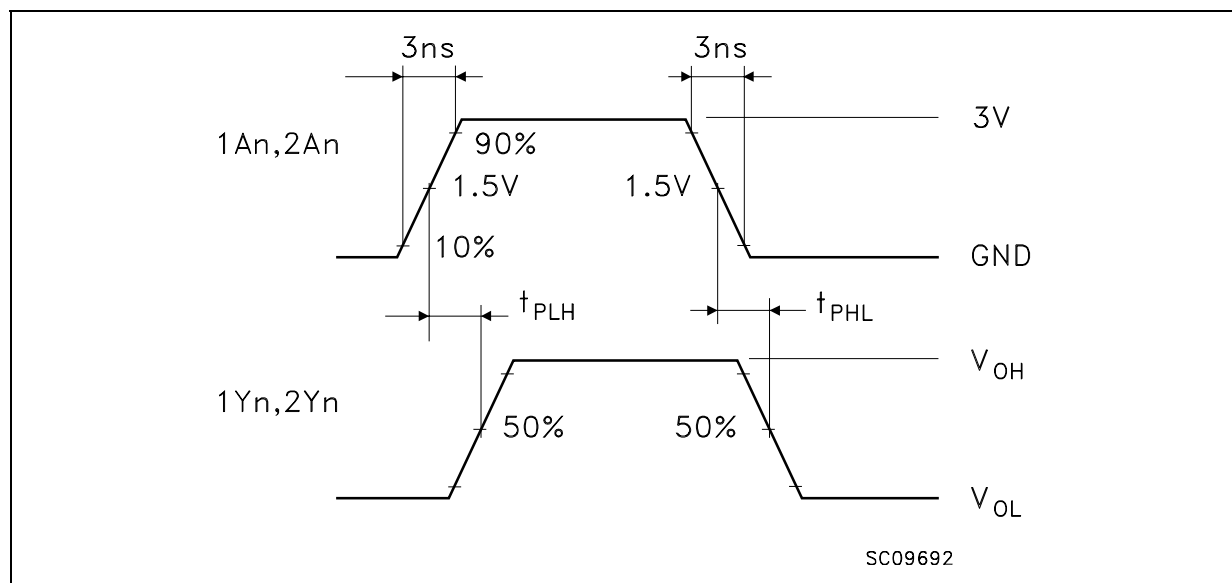 3ns 3ns
3V
1An,2An
90%
1.5V 1.5V
10%
GND
tPLH tPHL
VOH
1Yn,2Yn
50% 50%
VOL
SC09692